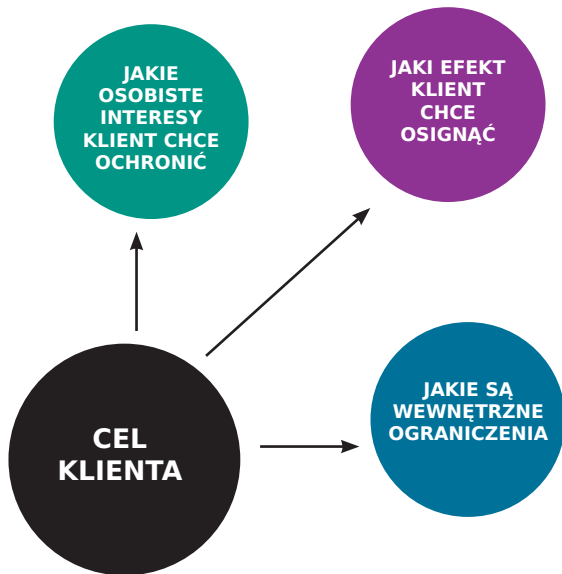 JAKIE
OSOBISTE
INTERESY
KLIENT CHCE
OCHRONIĆ
JAKI EFEKT
KLIENT
CHCE
OSIGNĄĆ
CEL
KLIENTA
JAKIE SĄ
WEWNĘTRZNE
OGRANICZENIA